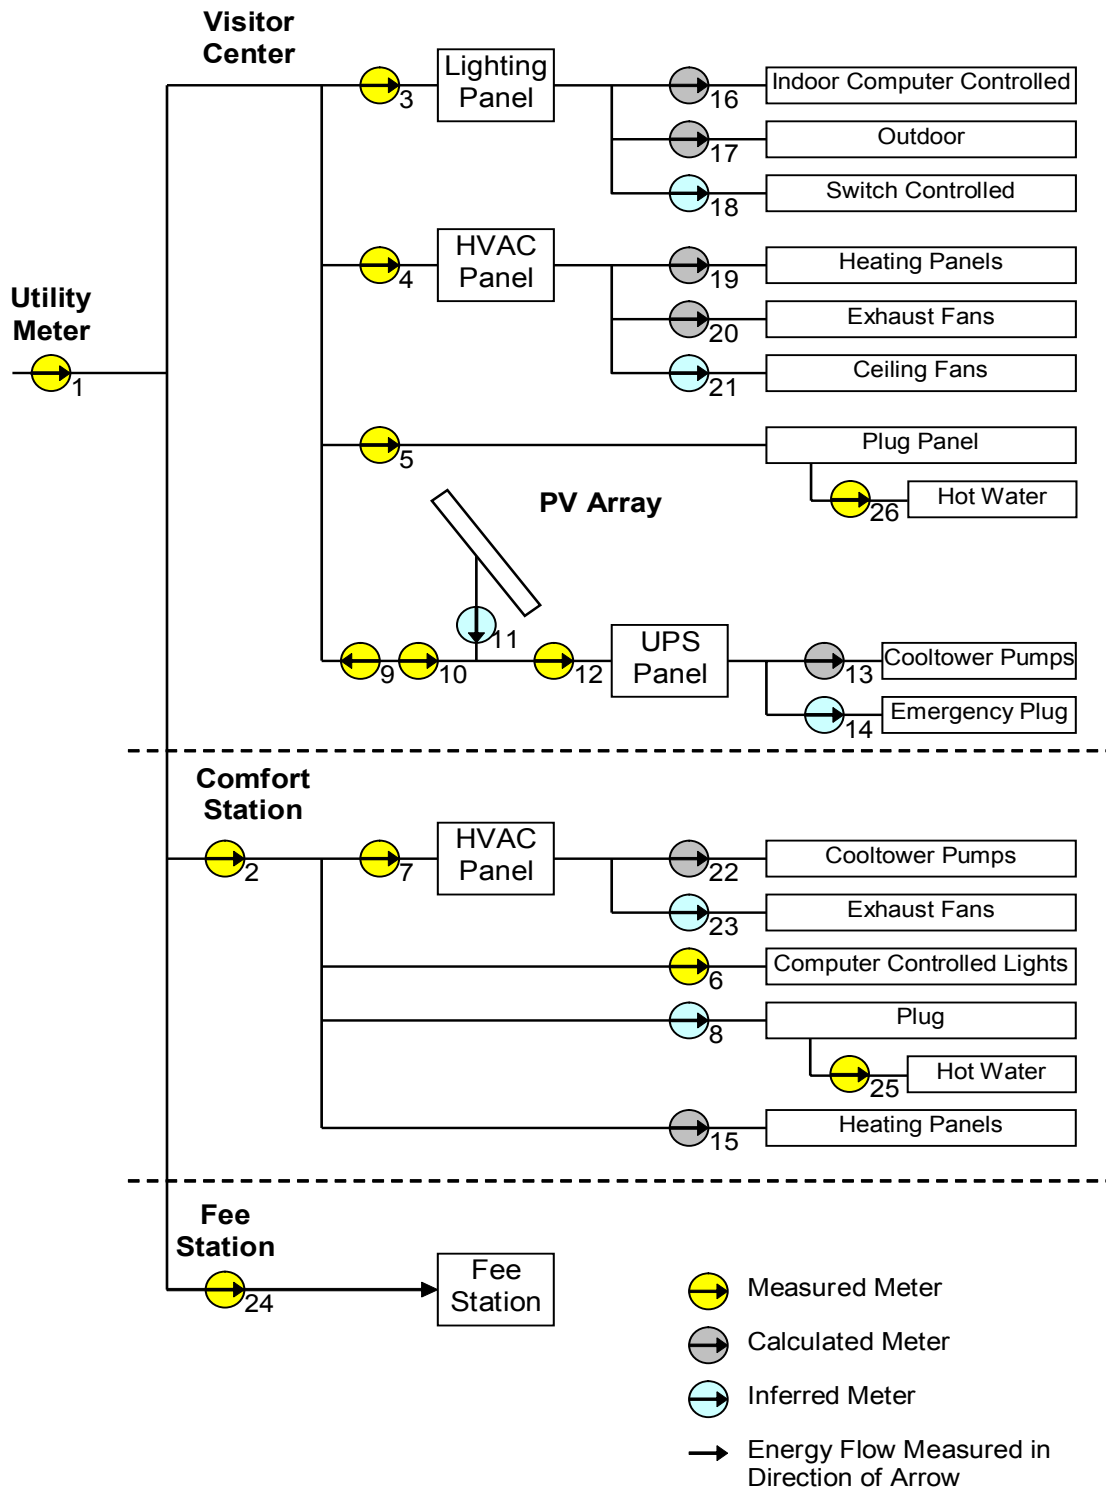 Visitor
Center
3
Lighting
Panel
16
Indoor Computer Controlled
17
Outdoor
18
Switch Controlled
4
HVAC
Panel
19
Heating Panels
20
Exhaust Fans
21
Ceiling Fans
Utility
Meter
1
5
Plug Panel
26
Hot Water
PV Array
11
9
10
12
UPS
Panel
13
Cooltower Pumps
14
Emergency Plug
Comfort
Station
2
7
HVAC
Panel
22
Cooltower Pumps
23
Exhaust Fans
6
Computer Controlled Lights
8
Plug
25
Hot Water
15
Heating Panels
Fee
Station
24
Fee
Station
Measured Meter
Calculated Meter
Inferred Meter
Energy Flow Measured in
Direction of Arrow